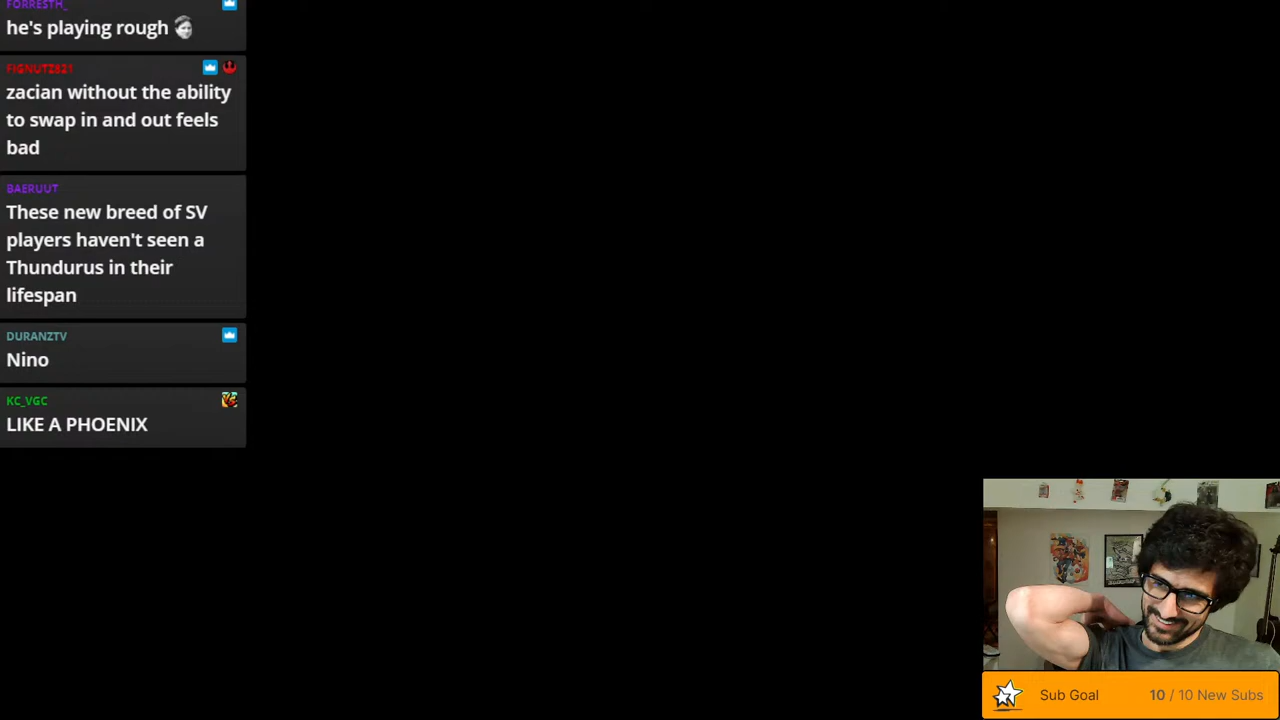 FORRESTH_
he's playing rough
FIGNUTZ821
zacian without the ability
to swap in and out feels
bad
BAERUUT
These new breed of SV
players haven't seen a
Thundurus in their
lifespan
DURANZTV
Nino
KC_VGC
LIKE A PHOENIX
Sub Goal 10 / 10 New Subs